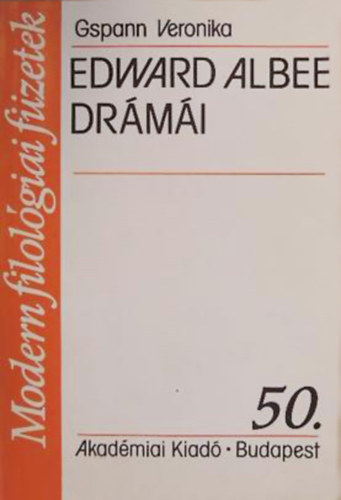 Modern filológiai füzetek
Gspann Veronika
EDWARD ALBEE
DRÁMÁI
50.
Akadémiai Kiadó • Budapest